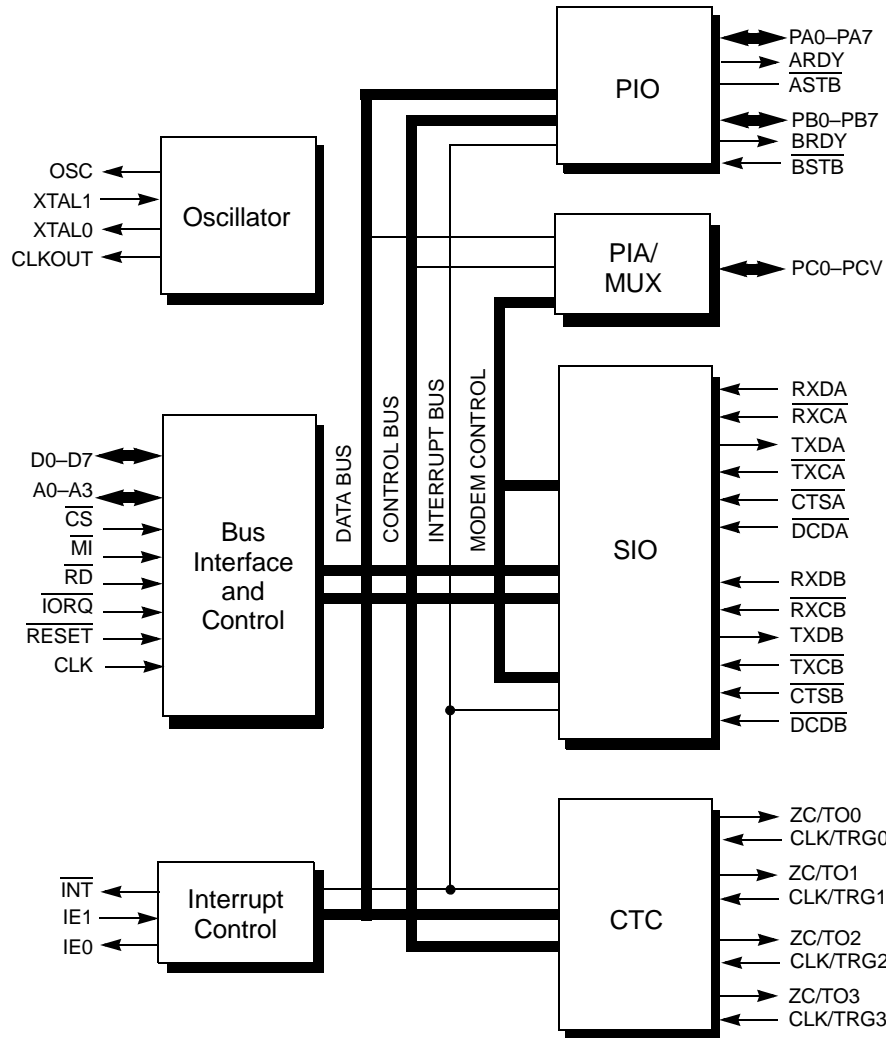 PIO
PA0–PA7
ARDY
ASTB
PB0–PB7
BRDY
BSTB
OSC
XTAL1
XTAL0
CLKOUT
Oscillator
PIA/
MUX
PC0–PCV
DATA BUS
CONTROL BUS
INTERRUPT BUS
MODEM CONTROL
D0–D7
A0–A3
CS
MI
RD
IORQ
RESET
CLK
Bus
Interface
and
Control
SIO
RXDA
RXCA
TXDA
TXCA
CTSA
DCDA
RXDB
RXCB
TXDB
TXCB
CTSB
DCDB
INT
IE1
IE0
Interrupt
Control
CTC
ZC/TO0
CLK/TRG0
ZC/TO1
CLK/TRG1
ZC/TO2
CLK/TRG2
ZC/TO3
CLK/TRG3